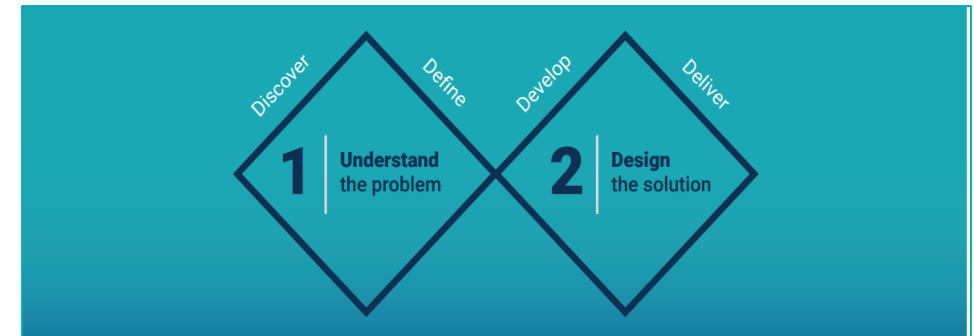 Discover
Define
Develop
Deliver
1
Understand
the problem
2
Design
the solution